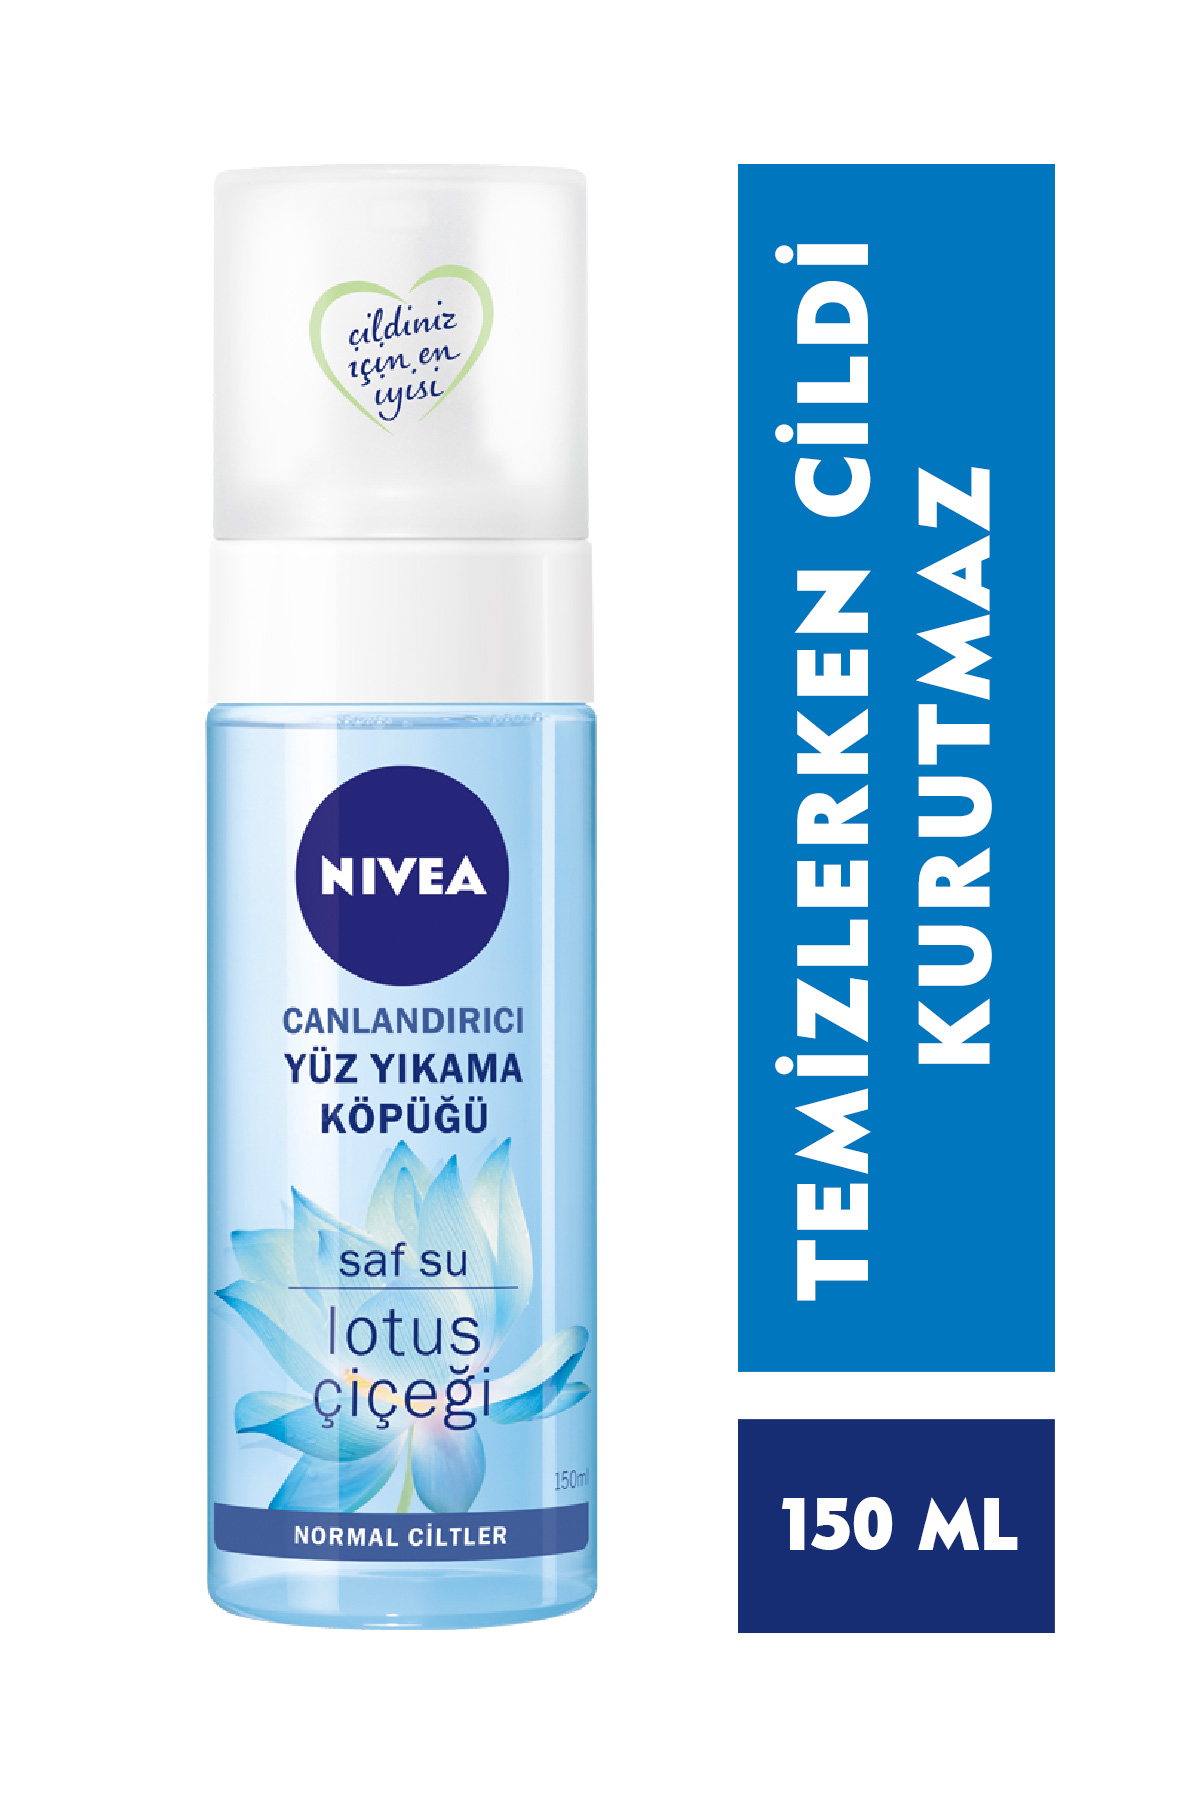 çildiniz
için en
iyisi
NIVEA
CANLANDIRICI
YÜZ YIKAMA
KÖPÜĞÜ
saf su
lotus
çiçeği
150ml
NORMAL CİLTLER
TEMİZLERKEN CİLDİ
KURUTMAZ
150 ML